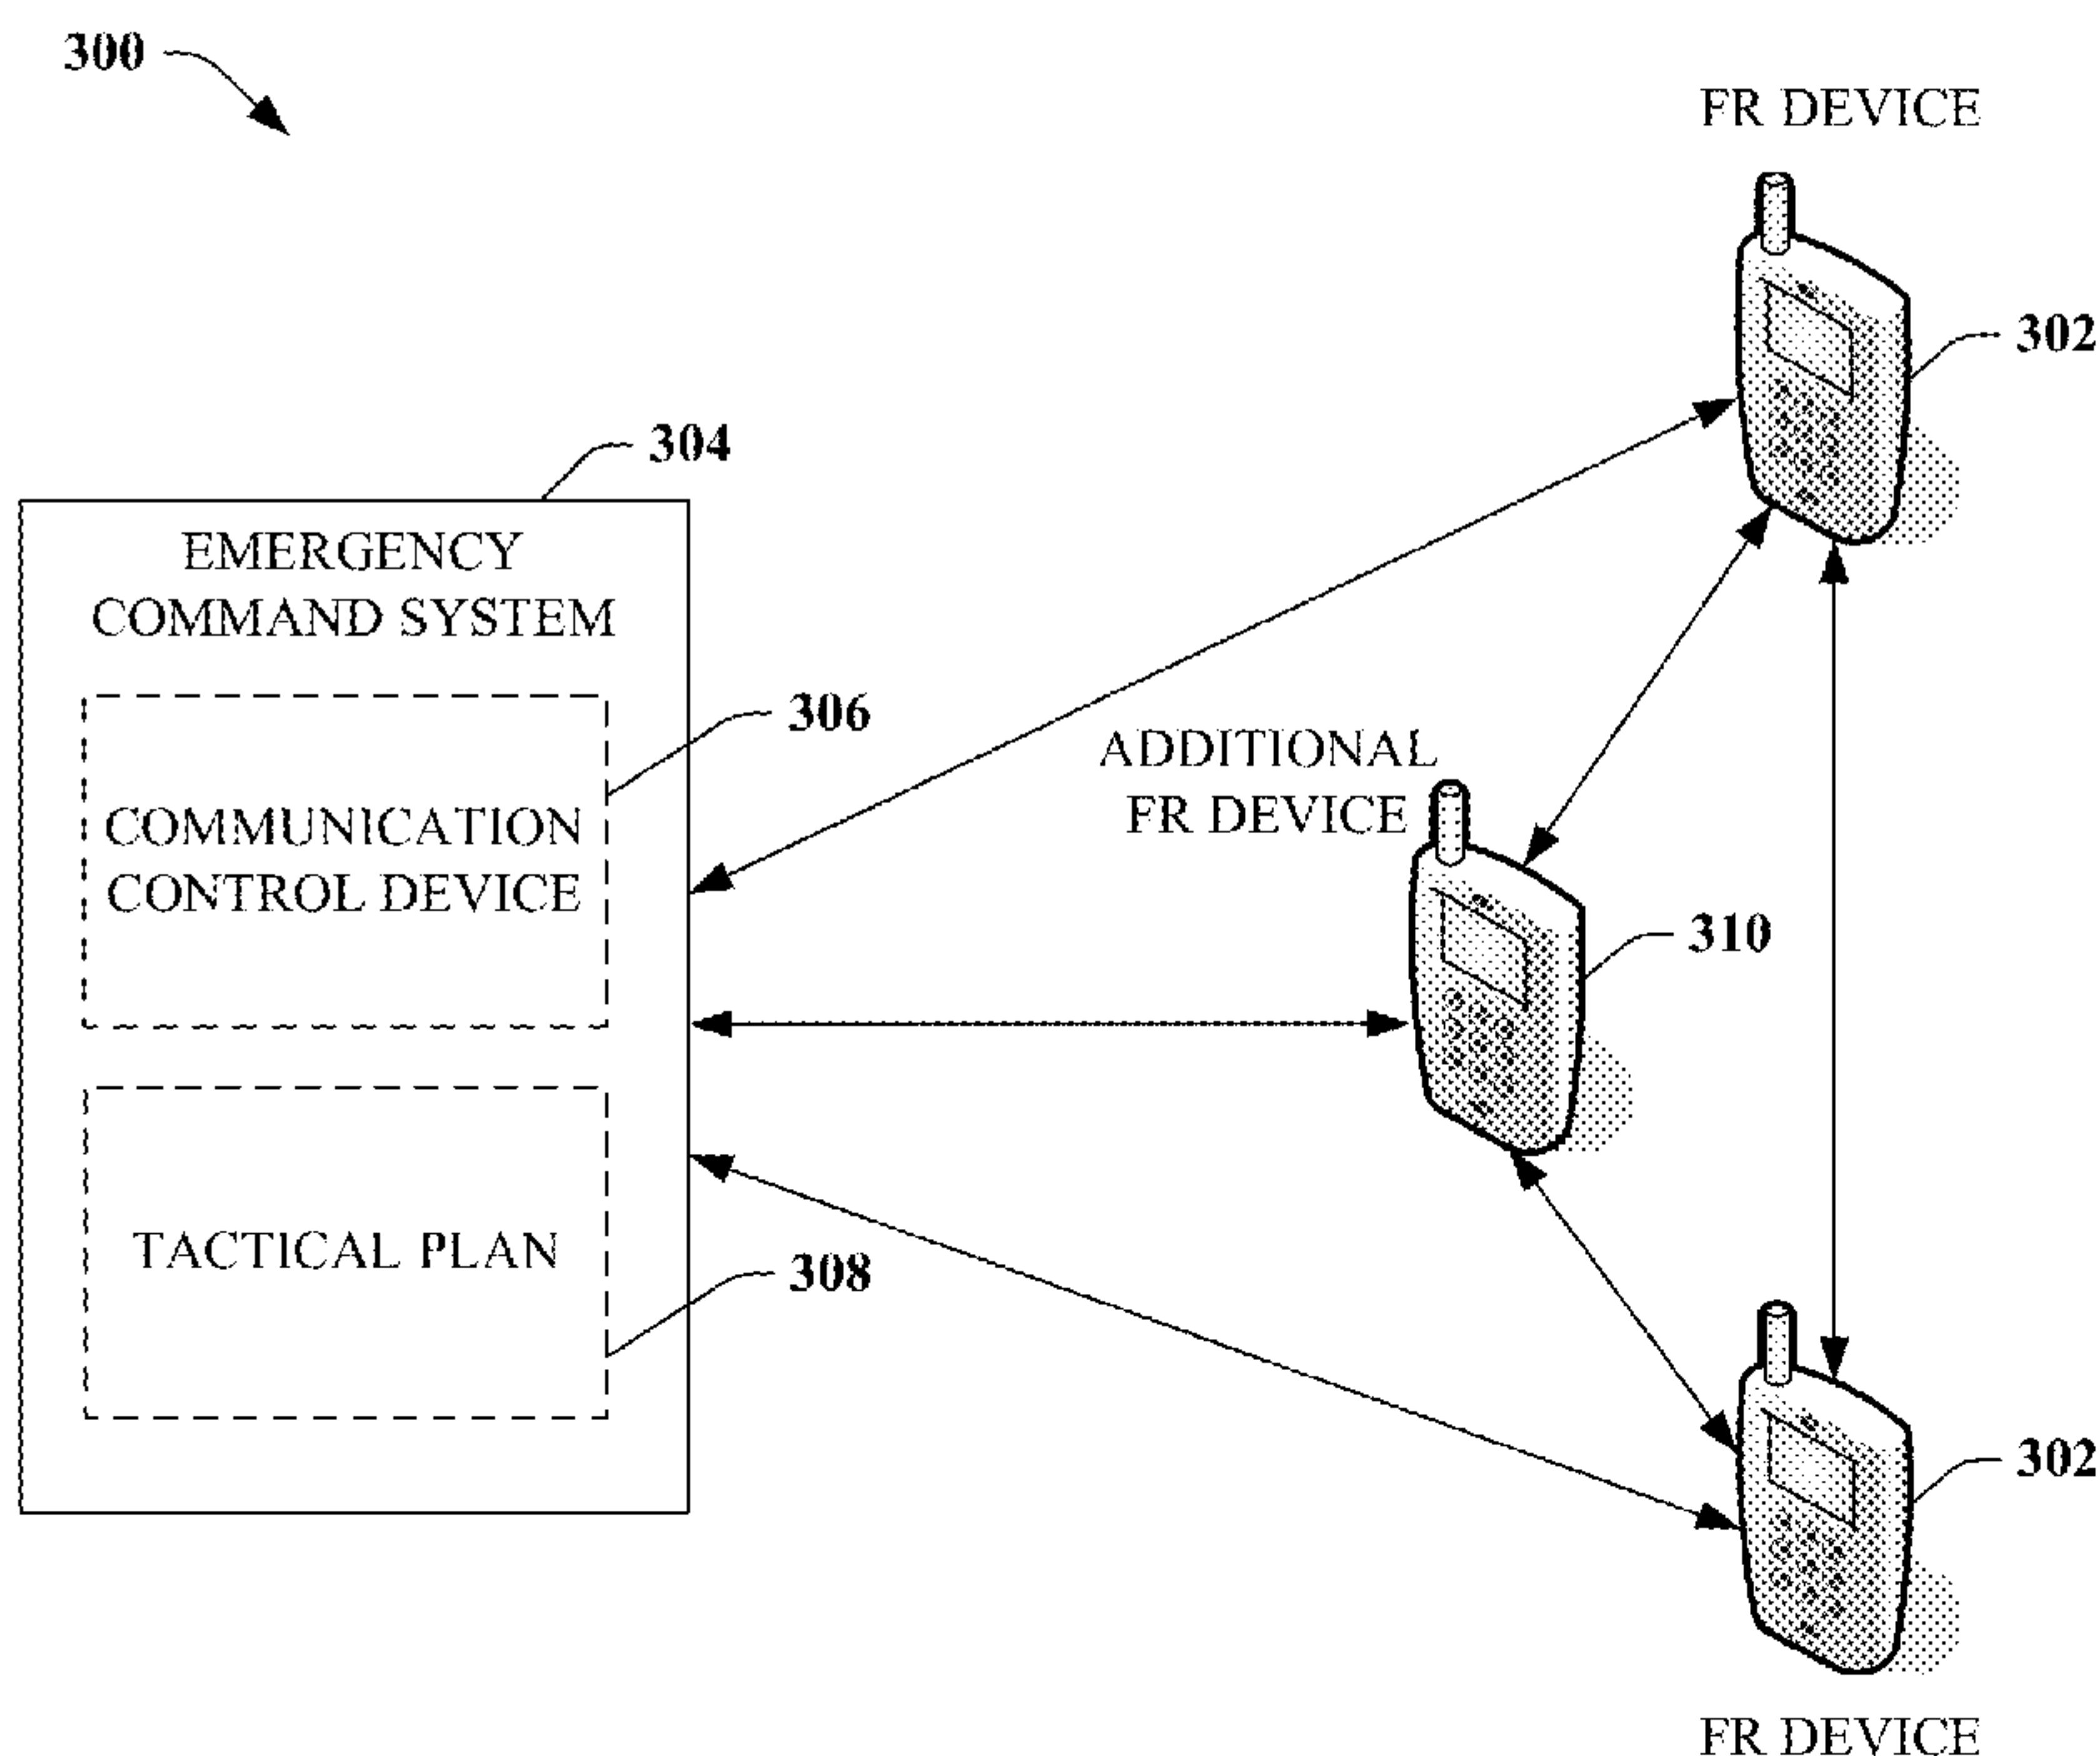 300
FR DEVICE
302
304
EMERGENCY
COMMAND SYSTEM
306
COMMUNICATION
CONTROL DEVICE
ADDITIONAL
FR DEVICE
310
TACTICAL PLAN
308
302
FR DEVICE